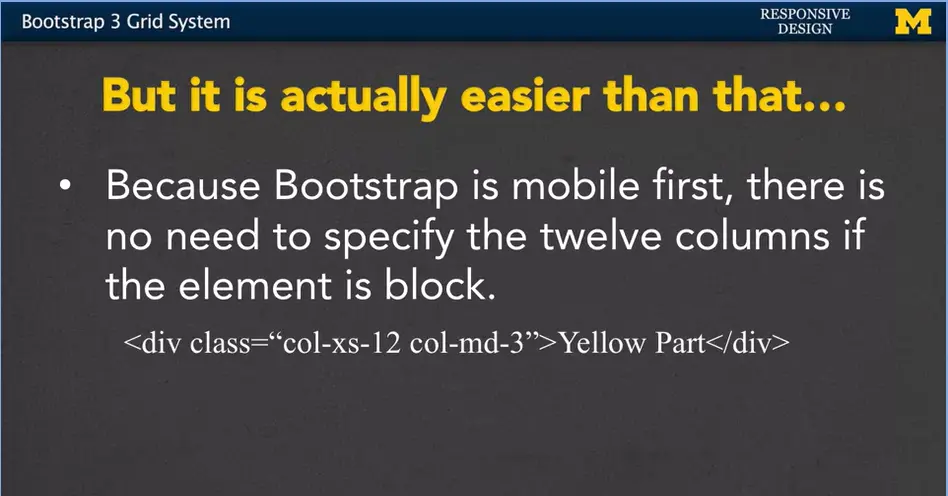 Bootstrap 3 Grid System
RESPONSIVE
DESIGN
M
But it is actually easier than that…
• Because Bootstrap is mobile first, there is
no need to specify the twelve columns if
the element is block.
<div class=“col-xs-12 col-md-3”>Yellow Part</div>